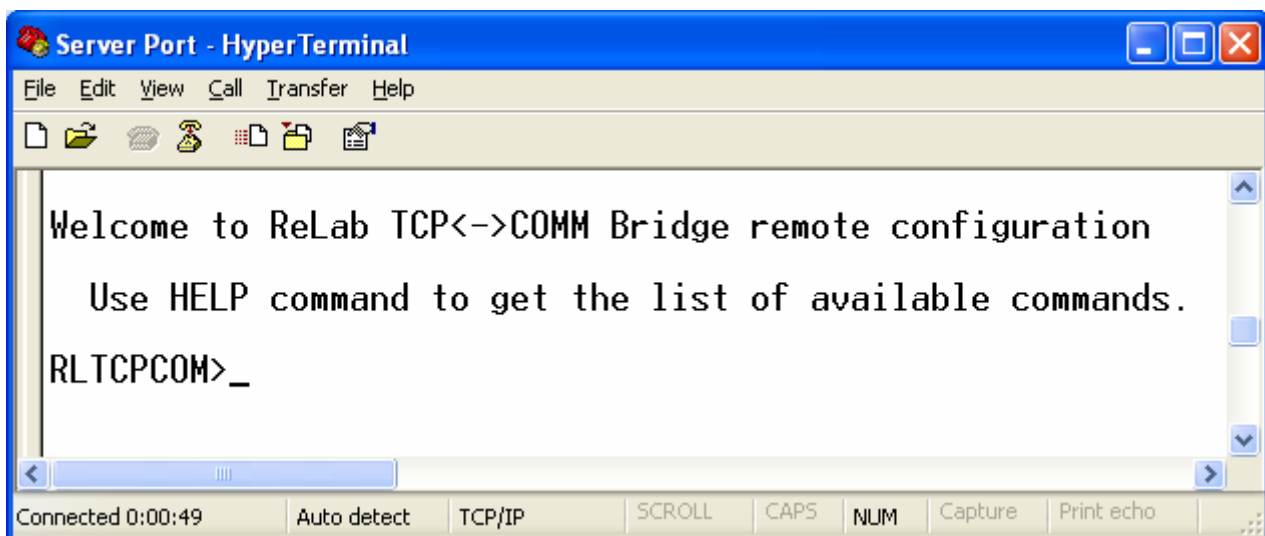 Server Port - HyperTerminal
File Edit View Call Transfer Help
Welcome to ReLab TCP<->COMM Bridge remote configuration
Use HELP command to get the list of available commands.
RLTCPCOM>_
Connected 0:00:49 Auto detect TCP/IP SCROLL CAPS NUM Capture Print echo